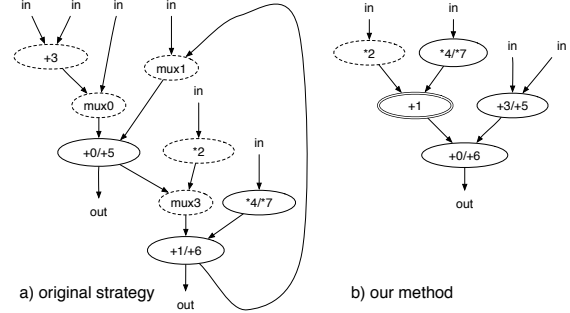 in in in in in in
+3 mux1 *2 *4/*7 in in
in
mux0 +1 +3/+5
+0/+5 *2 in +0/+6
mux3 *4/*7
out out
+1/+6
a) original strategy b) our method
out